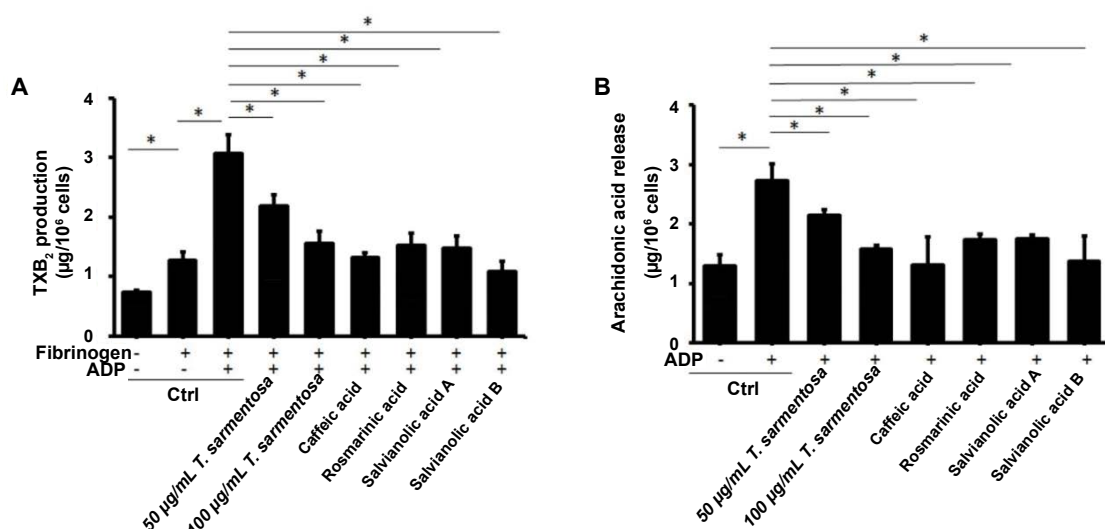 A
TXB₂ production
(µg/10⁶ cells)
4
3
2
1
0
* * * * * * * *
Fibrinogen - + + + + + + + +
ADP - - + + + + + + +
Ctrl
50 µg/mL T. sarmentosa
100 µg/mL T. sarmentosa
Caffeic acid
Rosmarinic acid
Salvianolic acid A
Salvianolic acid B
B
Arachidonic acid release
(µg/10⁶ cells)
4
3
2
1
0
* * * * * * *
ADP - + + + + + + +
Ctrl
50 µg/mL T. sarmentosa
100 µg/mL T. sarmentosa
Caffeic acid
Rosmarinic acid
Salvianolic acid A
Salvianolic acid B